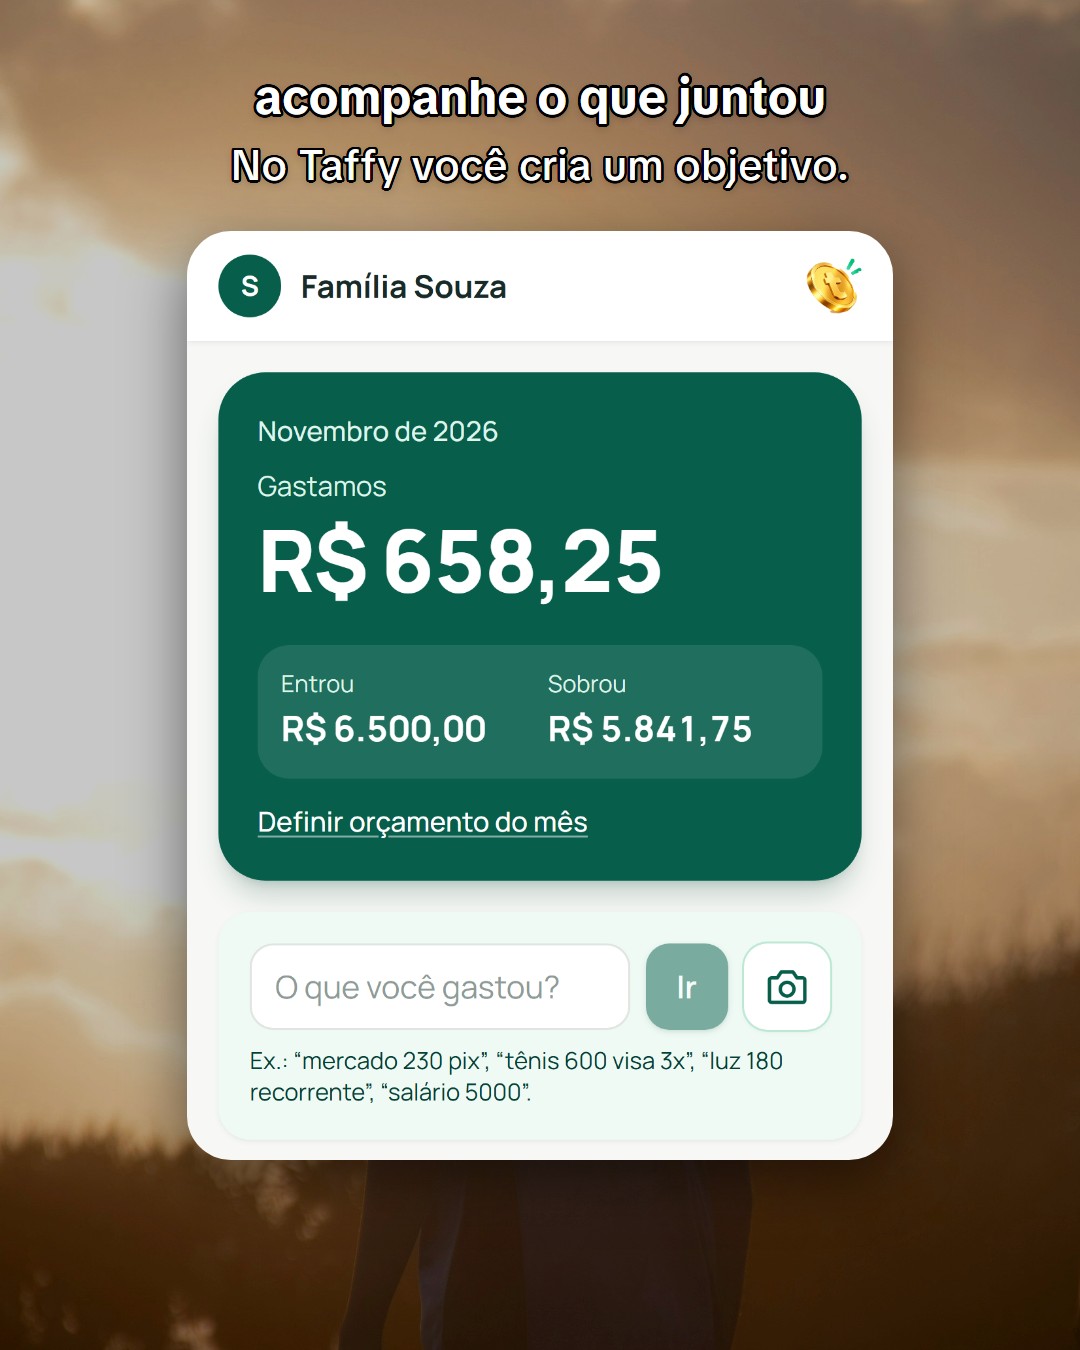 acompanhe o que juntou
No Taffy você cria um objetivo.
S
Família Souza
t
Novembro de 2026
Gastamos
R$ 658,25
Entrou
Sobrou
R$ 6.500,00
R$ 5.841,75
Definir orçamento do mês
O que você gastou?
Ir
Ex.: “mercado 230 pix”, “tênis 600 visa 3x”, “luz 180
recorrente”, “salário 5000”.